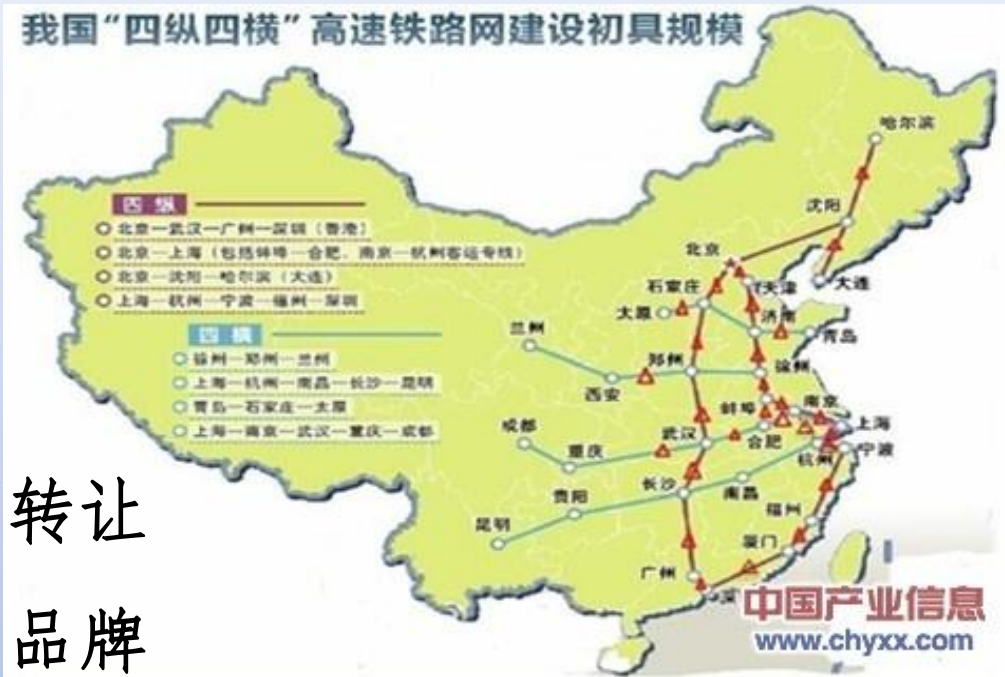 我国“四纵四横”高速铁路网建设初具规模
四纵
北京—武汉—广州—深圳（香港）
北京—上海（包括蚌埠—合肥、南京—杭州客运专线）
北京—沈阳—哈尔滨（大连）
上海—杭州—宁波—福州—深圳
四横
徐州—郑州—兰州
上海—杭州—南昌—长沙—昆明
青岛—石家庄—太原
上海—南京—武汉—重庆—成都
哈尔滨
沈阳
北京
大连
天津
石家庄
太原
济南
青岛
兰州
郑州
徐州
西安
蚌埠
南京
上海
成都
武汉
合肥
宁波
杭州
重庆
长沙
南昌
贵阳
福州
昆明
厦门
广州
转让
品牌
中国产业信息
www.chyxx.com